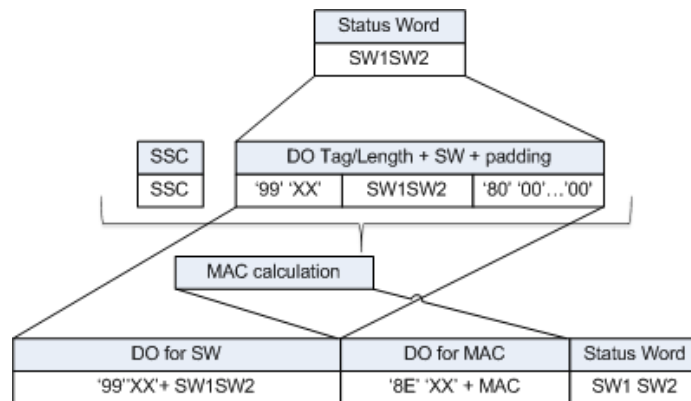 Status Word
SW1SW2
SSC DO Tag/Length + SW + padding
SSC '99' 'XX' SW1SW2 '80' '00'...'00'
MAC calculation
DO for SW DO for MAC Status Word
'99''XX'+ SW1SW2 '8E' 'XX' + MAC SW1 SW2